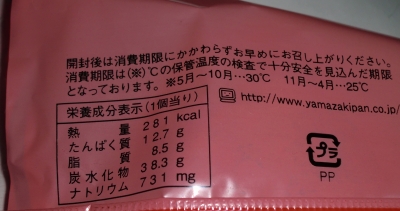 開封後は消費期限にかかわらずお早めにお召し上がりください。
消費期限は(※)℃の保管温度の検査で十分安全を見込んだ期限
となっております。※5月～10月…30℃　11月～4月…25℃
http://www.yamazakipan.co.jp/
栄養成分表示(1個当り)
熱量 281 kcal
たんぱく質 12.7 g
脂質 8.5 g
炭水化物 38.3 g
ナトリウム 731 mg
プラ
PP